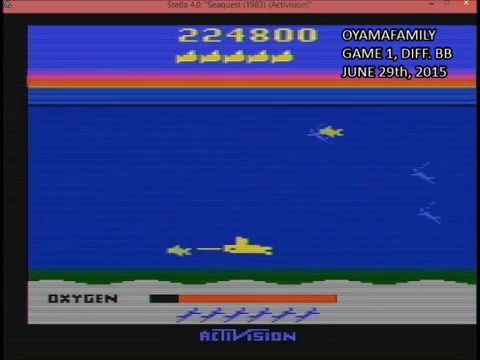 Stella 4.0: "Seaquest (1983) (Activision)"
224800
OYAMAFAMILY
GAME 1, DIFF. BB
JUNE 29th, 2015
OXYGEN
ACTIVISION